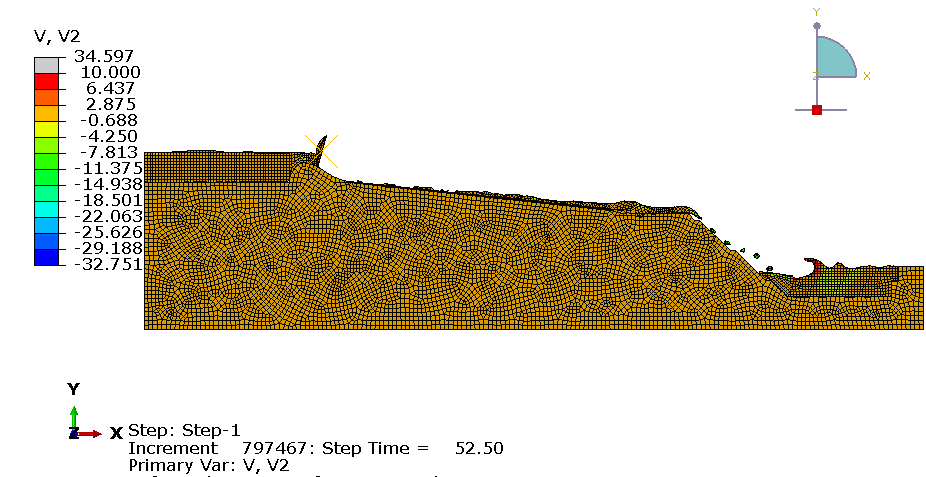 V, V2
34.597
10.000
6.437
2.875
-0.688
-4.250
-7.813
-11.375
-14.938
-18.501
-22.063
-25.626
-29.188
-32.751
Y
X
Z
Y
Z X
Step: Step-1
Increment 797467: Step Time = 52.50
Primary Var: V, V2